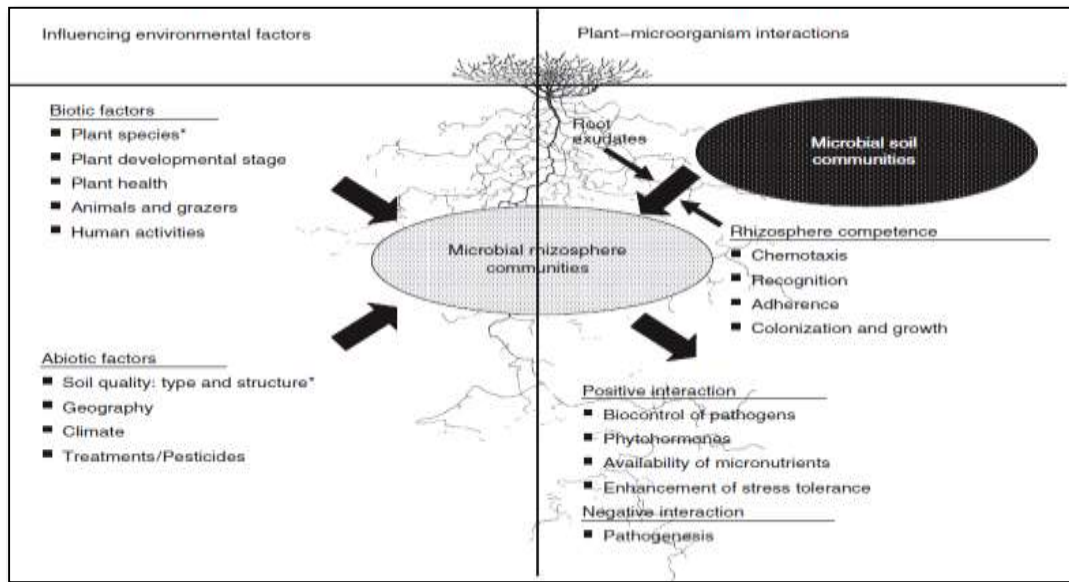 Influencing environmental factors
Plant–microorganism interactions
Biotic factors
■ Plant species*
■ Plant developmental stage
■ Plant health
■ Animals and grazers
■ Human activities
Root
exudates
Microbial soil
communities
Microbial rhizosphere
communities
Rhizosphere competence
■ Chemotaxis
■ Recognition
■ Adherence
■ Colonization and growth
Abiotic factors
■ Soil quality: type and structure*
■ Geography
■ Climate
■ Treatments/Pesticides
Positive interaction
■ Biocontrol of pathogens
■ Phytohormones
■ Availability of micronutrients
■ Enhancement of stress tolerance
Negative interaction
■ Pathogenesis